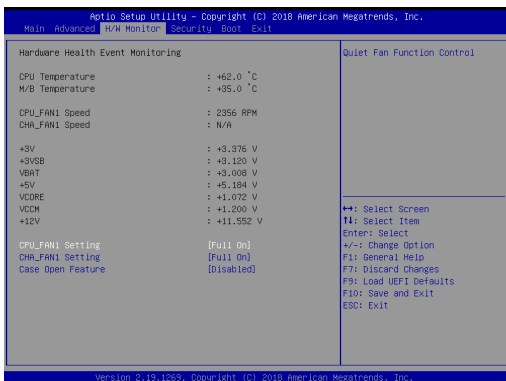 Aptio Setup Utility – Copyright (C) 2018 American Megatrends, Inc.
Main Advanced H/W Monitor Security Boot Exit
Hardware Health Event Monitoring
Quiet Fan Function Control
CPU Temperature : +62.0 °C
M/B Temperature : +35.0 °C
CPU_FAN1 Speed : 2356 RPM
CHA_FAN1 Speed : N/A
+3V : +3.376 V
+3VSB : +3.120 V
VBAT : +3.008 V
+5V : +5.184 V
VCORE : +1.072 V
VCCM : +1.200 V
+12V : +11.552 V
CPU_FAN1 Setting [Full On]
CHA_FAN1 Setting [Full On]
Case Open Feature [Disabled]
↔: Select Screen
↑↓: Select Item
Enter: Select
+/-: Change Option
F1: General Help
F7: Discard Changes
F9: Load UEFI Defaults
F10: Save and Exit
ESC: Exit
Version 2.19.1269. Copyright (C) 2018 American Megatrends, Inc.